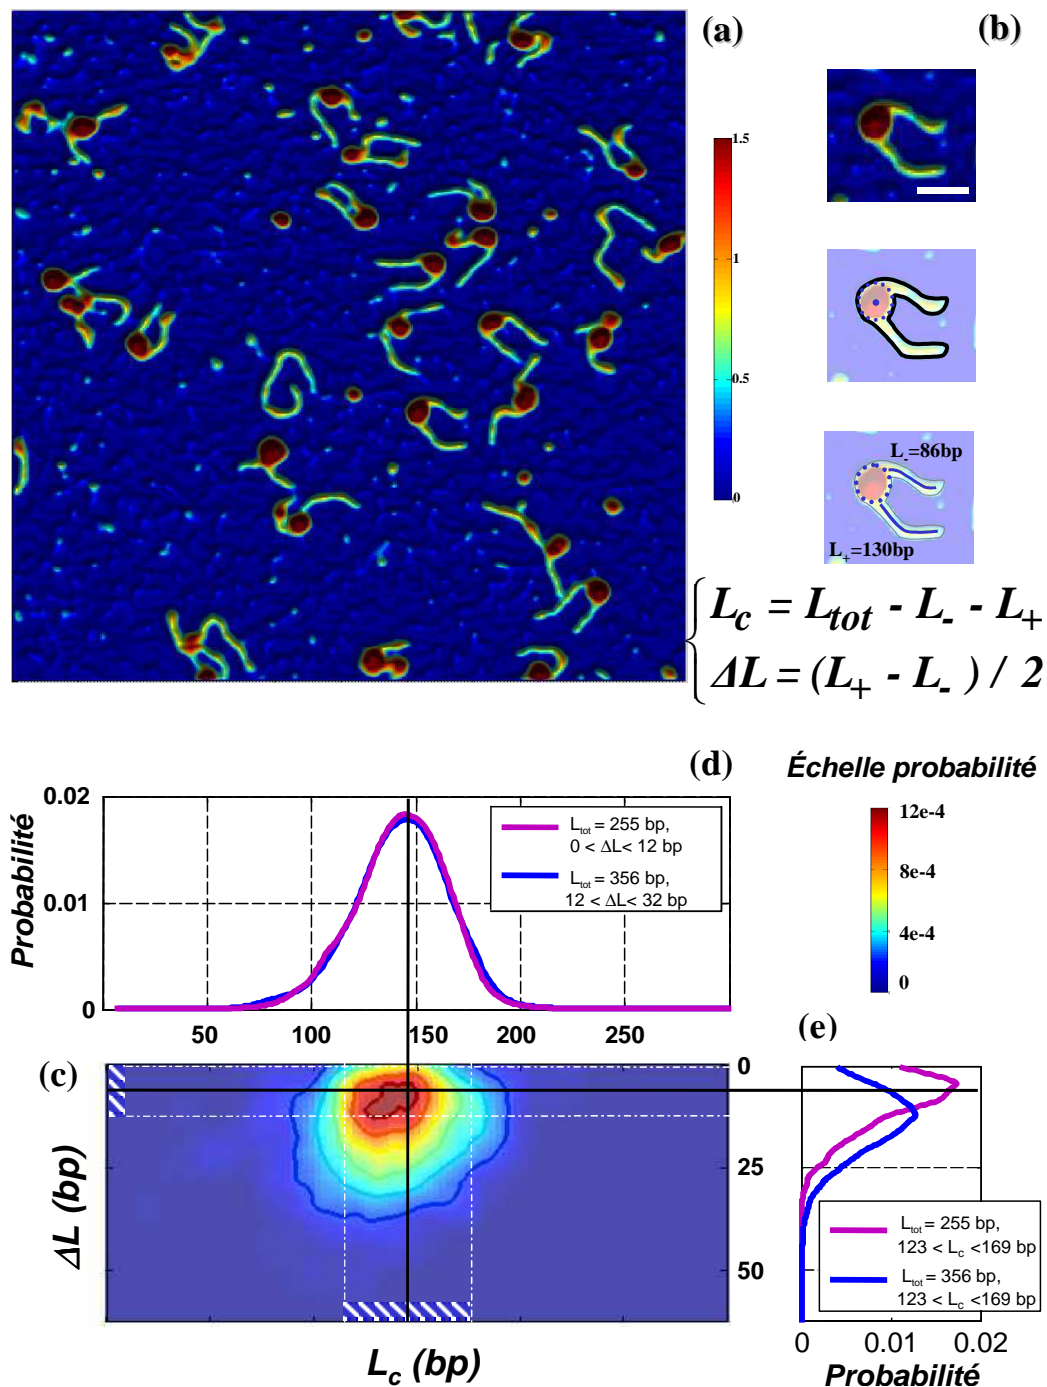 (a)
(b)
1.5
1
0.5
0
L_=86bp
L+=130bp
Lc = Ltot - L- - L+
ΔL = (L+ - L-) / 2
(d)
Échelle probabilité
0.02
0.01
0
Probabilité
Ltot = 255 bp,
0 < ΔL< 12 bp
Ltot = 356 bp,
12 < ΔL< 32 bp
50 100 150 200 250
12e-4
8e-4
4e-4
0
(c)
(e)
ΔL (bp)
Lc (bp)
0
25
50
Ltot = 255 bp,
123 < Lc <169 bp
Ltot = 356 bp,
123 < Lc <169 bp
0 0.01 0.02
Probabilité